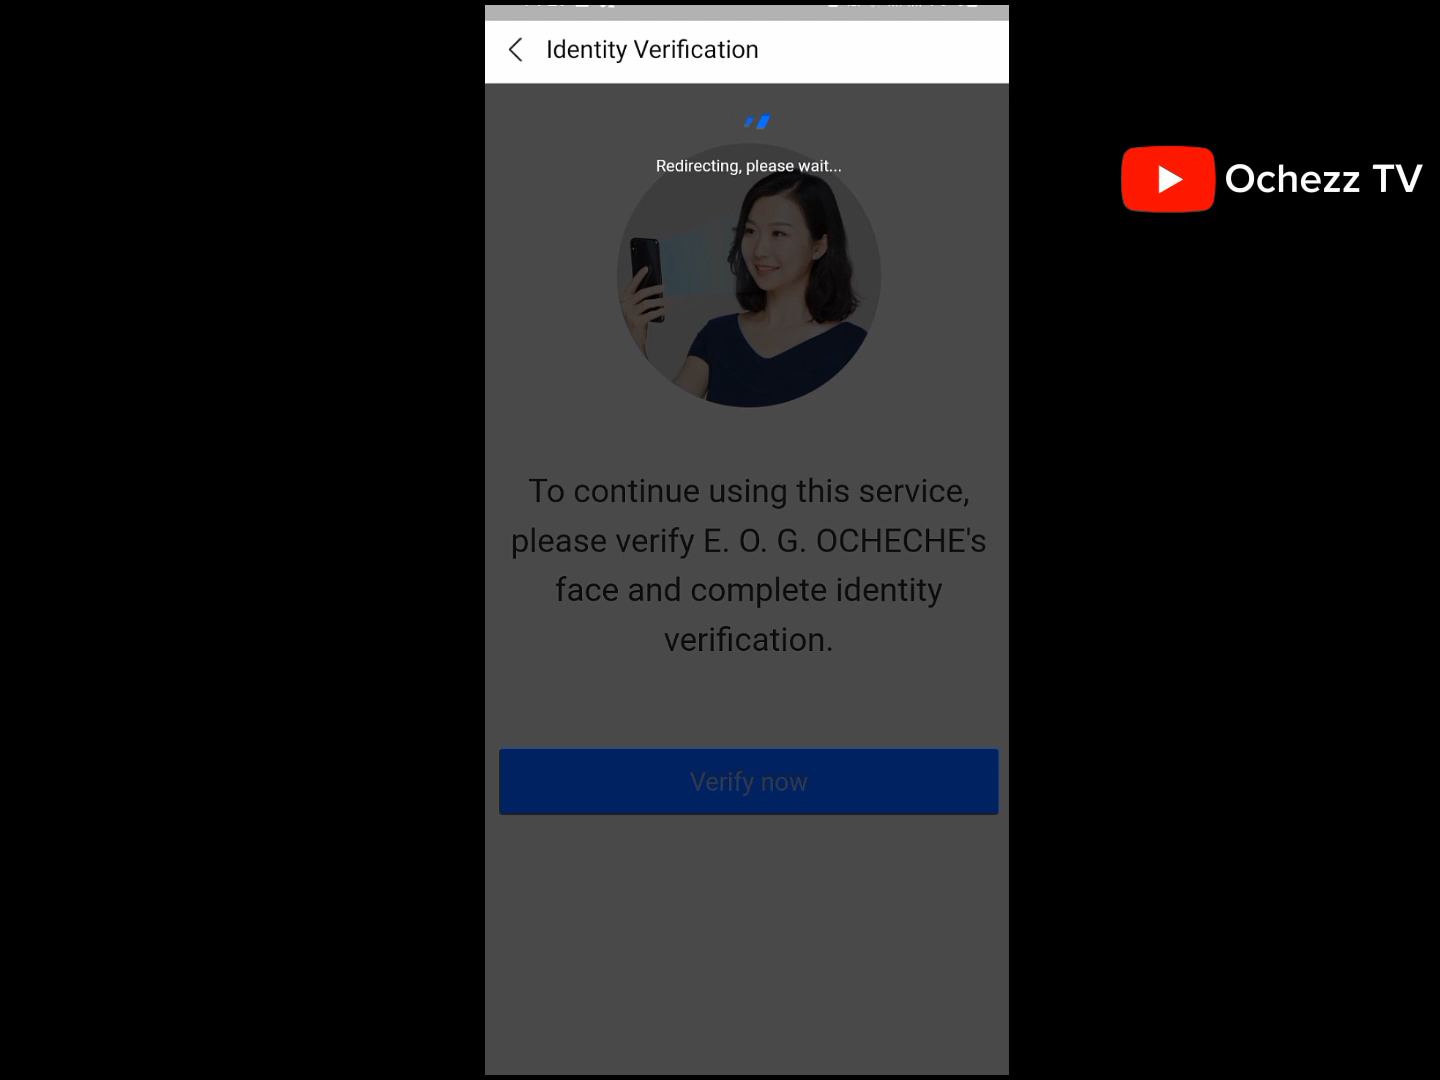 Identity Verification
Redirecting, please wait...
Ochezz TV
To continue using this service,
please verify E. O. G. OCHECHE's
face and complete identity
verification.
Verify now